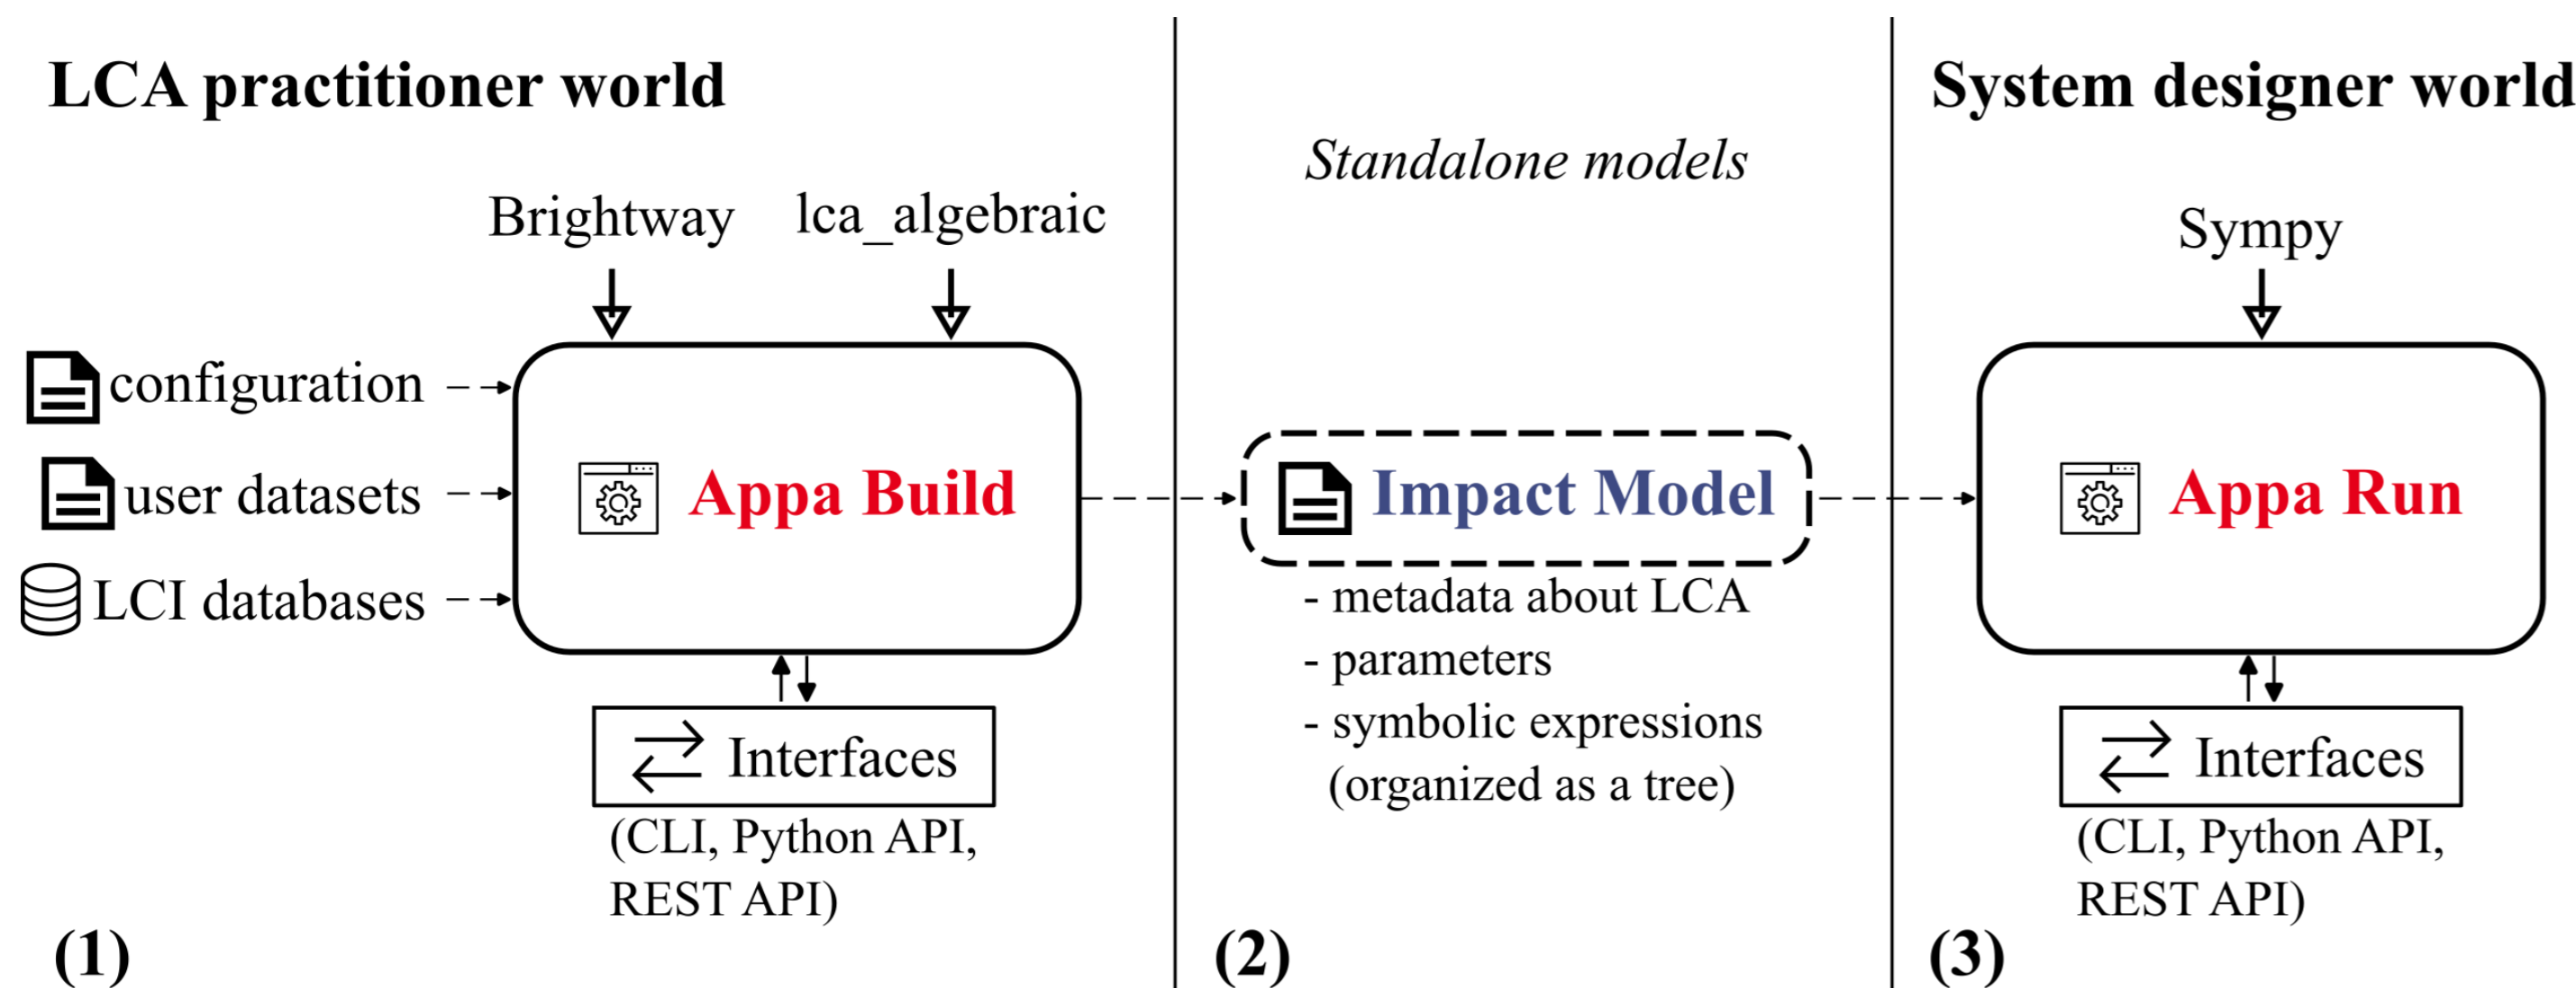 LCA practitioner world
Brightway
lca_algebraic
configuration
user datasets
LCI databases
Appa Build
Interfaces
(CLI, Python API,
REST API)
(1)
Standalone models
Impact Model
- metadata about LCA
- parameters
- symbolic expressions
(organized as a tree)
(2)
System designer world
Sympy
Appa Run
Interfaces
(CLI, Python API,
REST API)
(3)